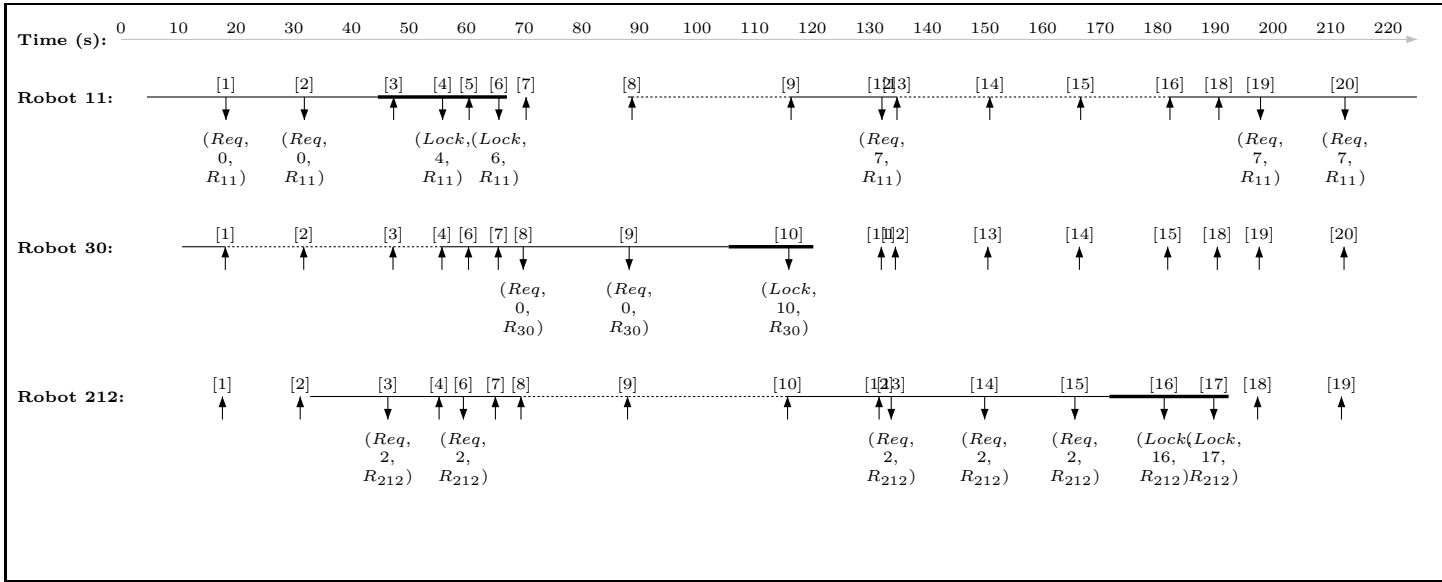 0 10 20 30 40 50 60 70 80 90 100 110 120 130 140 150 160 170 180 190 200 210 220
Time (s):
[1] [2] [3] [4] [5] [6] [7] [8] [9] [12] [13] [14] [15] [16] [18] [19] [20]
Robot 11:
(Req, (Req, (Lock, (Lock, (Req, (Req, (Req,
0, 0, 4, 6, 7, 7, 7,
R11) R11) R11) R11) R11) R11) R11)
[1] [2] [3] [4] [6] [7] [8] [9] [10] [11] [12] [13] [14] [15] [18] [19] [20]
Robot 30:
(Req, (Req, (Lock,
0, 0, 10,
R30) R30) R30)
[1] [2] [3] [4] [6] [7] [8] [9] [10] [12] [13] [14] [15] [16] [17] [18] [19]
Robot 212:
(Req, (Req, (Req, (Req, (Req, (Lock, (Lock,
2, 2, 2, 2, 2, 16, 17,
R212) R212) R212) R212) R212) R212) R212)